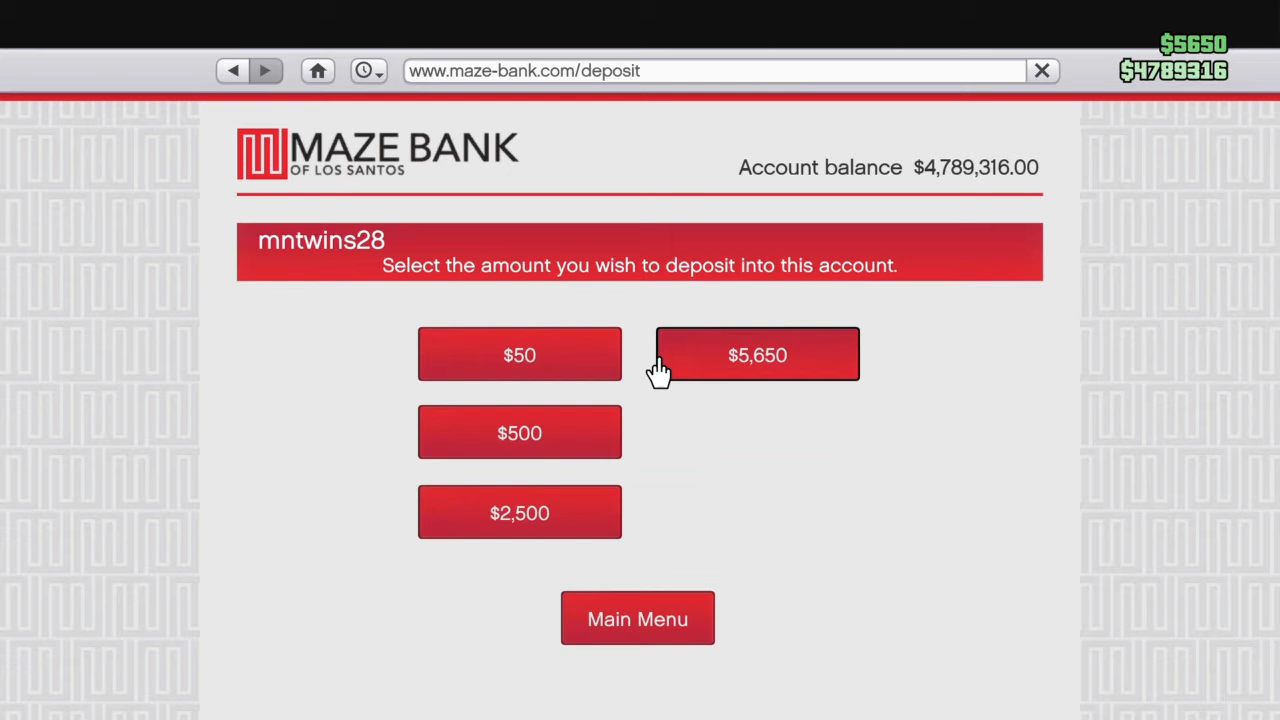 $5650
www.maze-bank.com/deposit
$4789316
MAZE BANK
OF LOS SANTOS
Account balance $4,789,316.00
mntwins28
Select the amount you wish to deposit into this account.
$50
$5,650
$500
$2,500
Main Menu